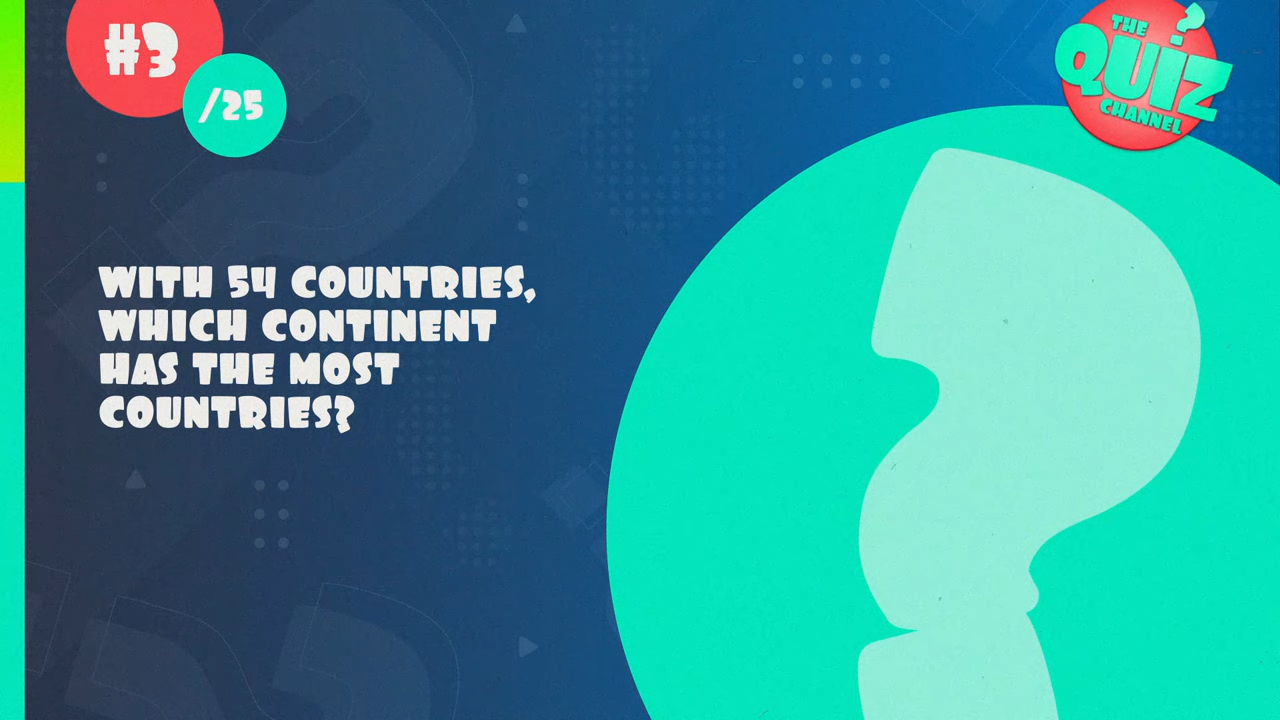 #3
/25
THE
QUIZ
CHANNEL
WITH 54 COUNTRIES,
WHICH CONTINENT
HAS THE MOST
COUNTRIES?